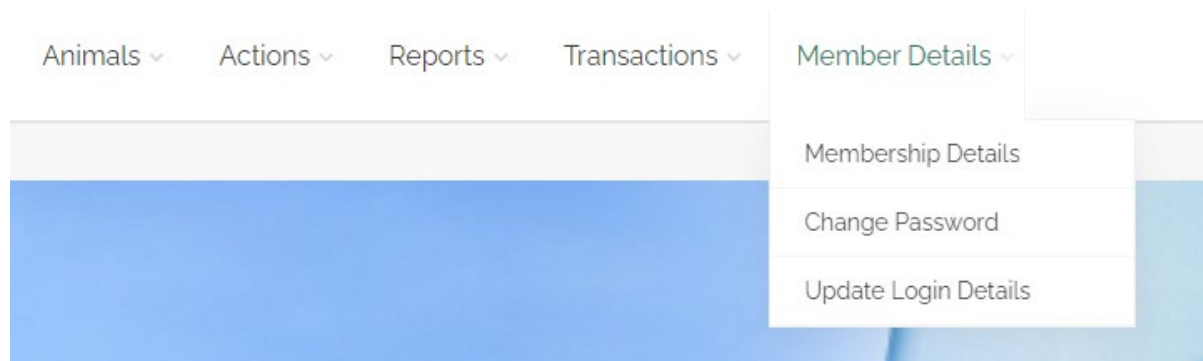 Animals Actions Reports Transactions Member Details
Membership Details
Change Password
Update Login Details